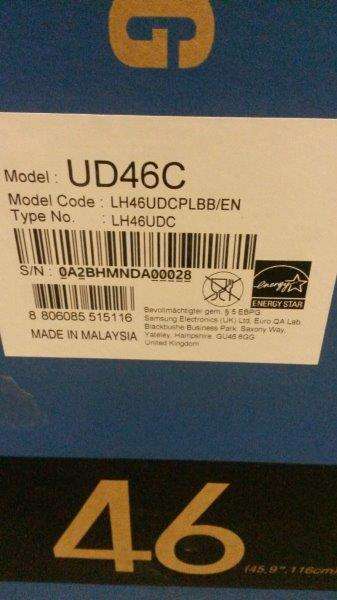 G
Model : UD46C
Model Code : LH46UDCPLBB/EN
Type No. : LH46UDC
S/N : 0A2BHMNDA00028
8 806085 515116
MADE IN MALAYSIA
energy
ENERGY STAR
Bevollmächtigter gem. § 5 EBPG
Samsung Electronics (UK) Ltd, Euro QA Lab.
Blackbushe Business Park, Saxony Way,
Yateley, Hampshire, GU46 6GG
United Kingdom
46
(45.9", 116cm)